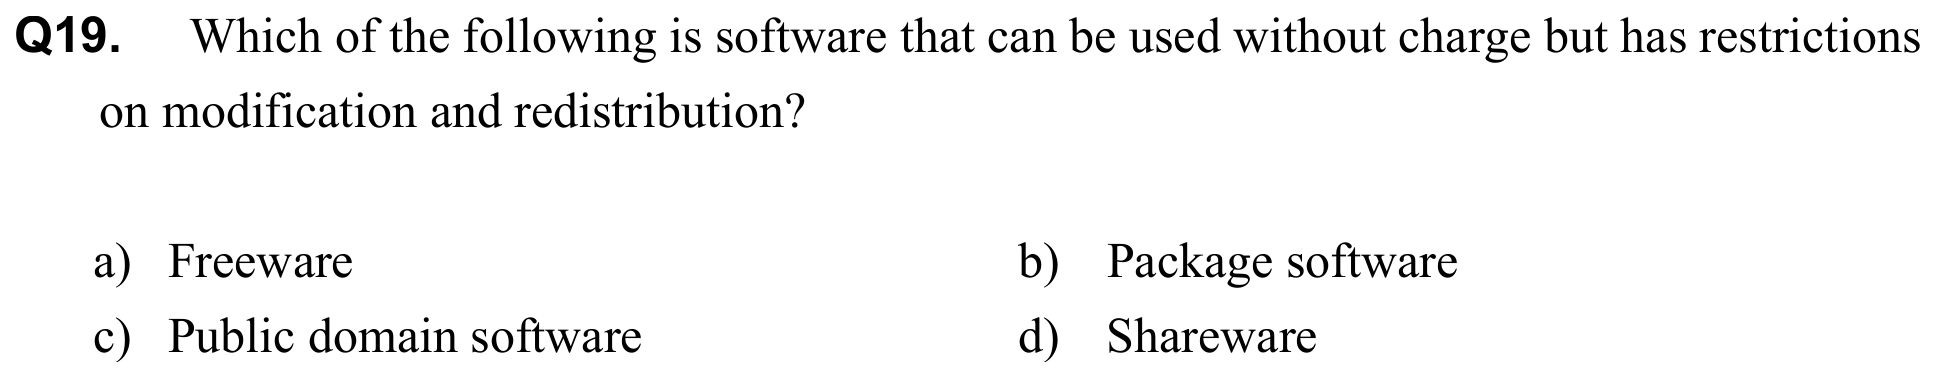 Q19. Which of the following is software that can be used without charge but has restrictions
on modification and redistribution?
a) Freeware b) Package software
c) Public domain software d) Shareware